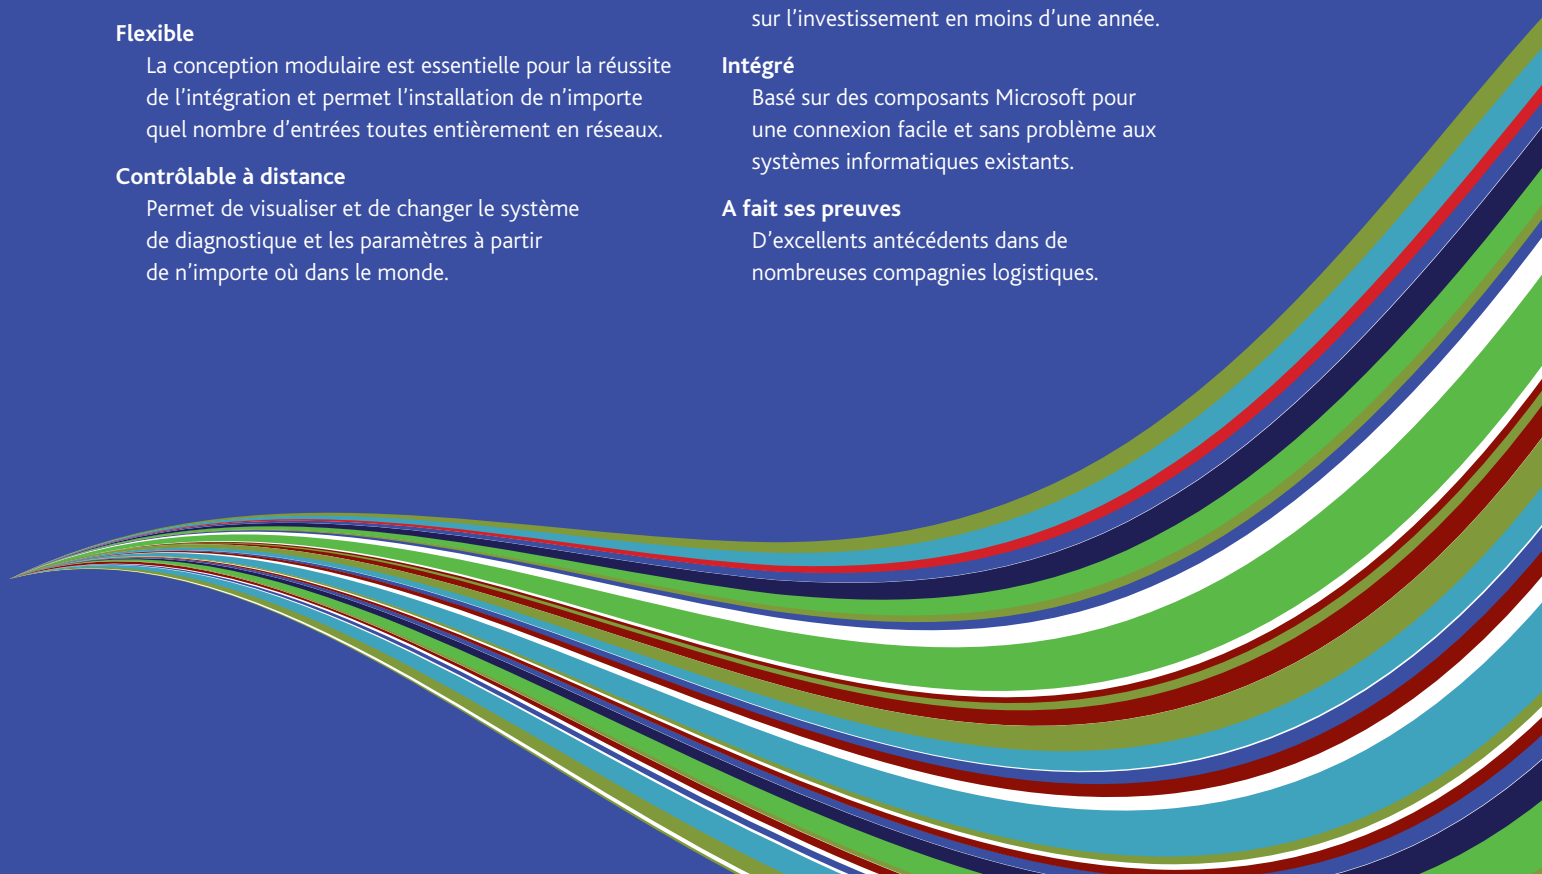 Flexible
La conception modulaire est essentielle pour la réussite
de l’intégration et permet l’installation de n’importe
quel nombre d’entrées toutes entièrement en réseaux.
Contrôlable à distance
Permet de visualiser et de changer le système
de diagnostique et les paramètres à partir
de n’importe où dans le monde.
sur l’investissement en moins d’une année.
Intégré
Basé sur des composants Microsoft pour
une connexion facile et sans problème aux
systèmes informatiques existants.
A fait ses preuves
D’excellents antécédents dans de
nombreuses compagnies logistiques.